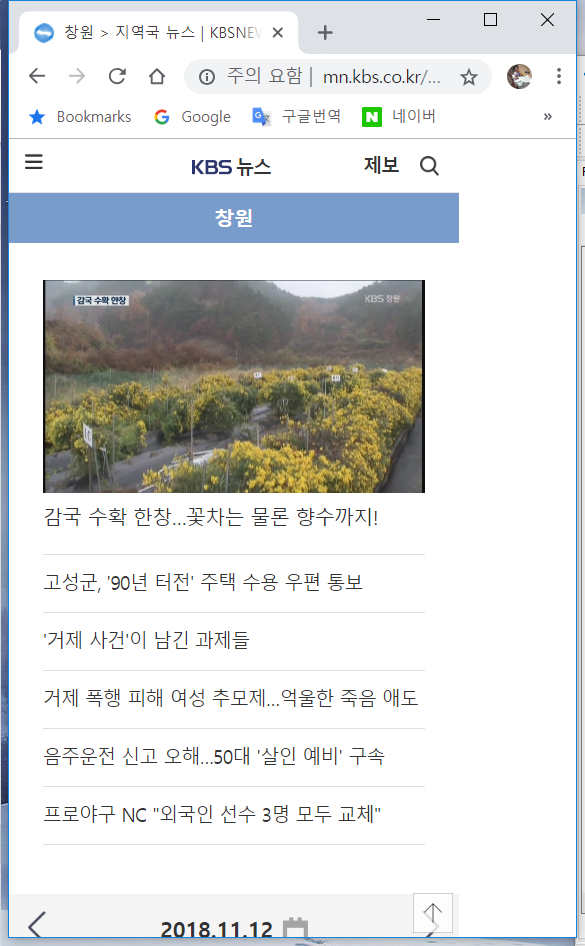 창원 > 지역국 뉴스 | KBSNEW
주의 요함 | mn.kbs.co.kr/...
Bookmarks Google 구글번역 네이버 »
KBS 뉴스 제보
창원
감국 수확 한창
KBS 창원
감국 수확 한창…꽃차는 물론 향수까지!
고성군, '90년 터전' 주택 수용 우편 통보
'거제 사건'이 남긴 과제들
거제 폭행 피해 여성 추모제…억울한 죽음 애도
음주운전 신고 오해…50대 '살인 예비' 구속
프로야구 NC "외국인 선수 3명 모두 교체"
2018.11.12